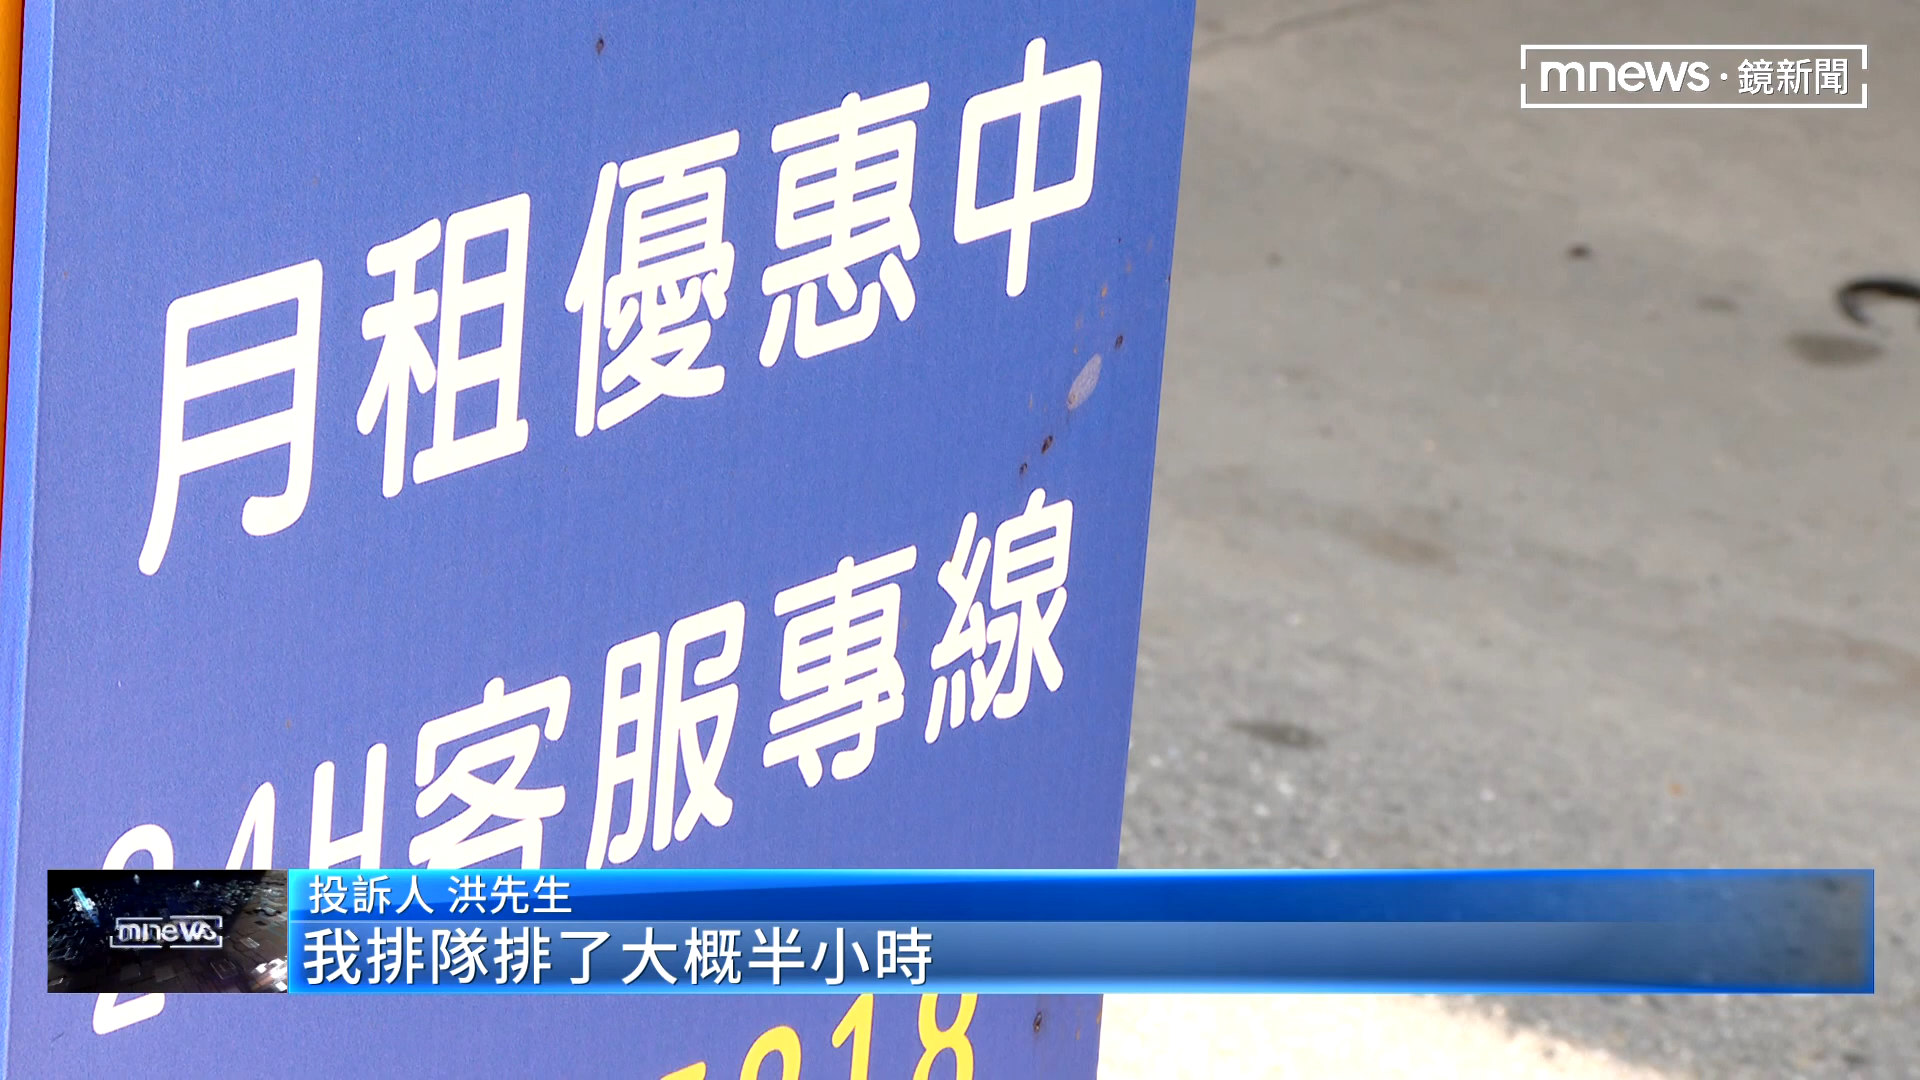 mnews·鏡新聞
月租優惠中
24H客服專線
mnews
投訴人 洪先生
我排隊排了大概半小時